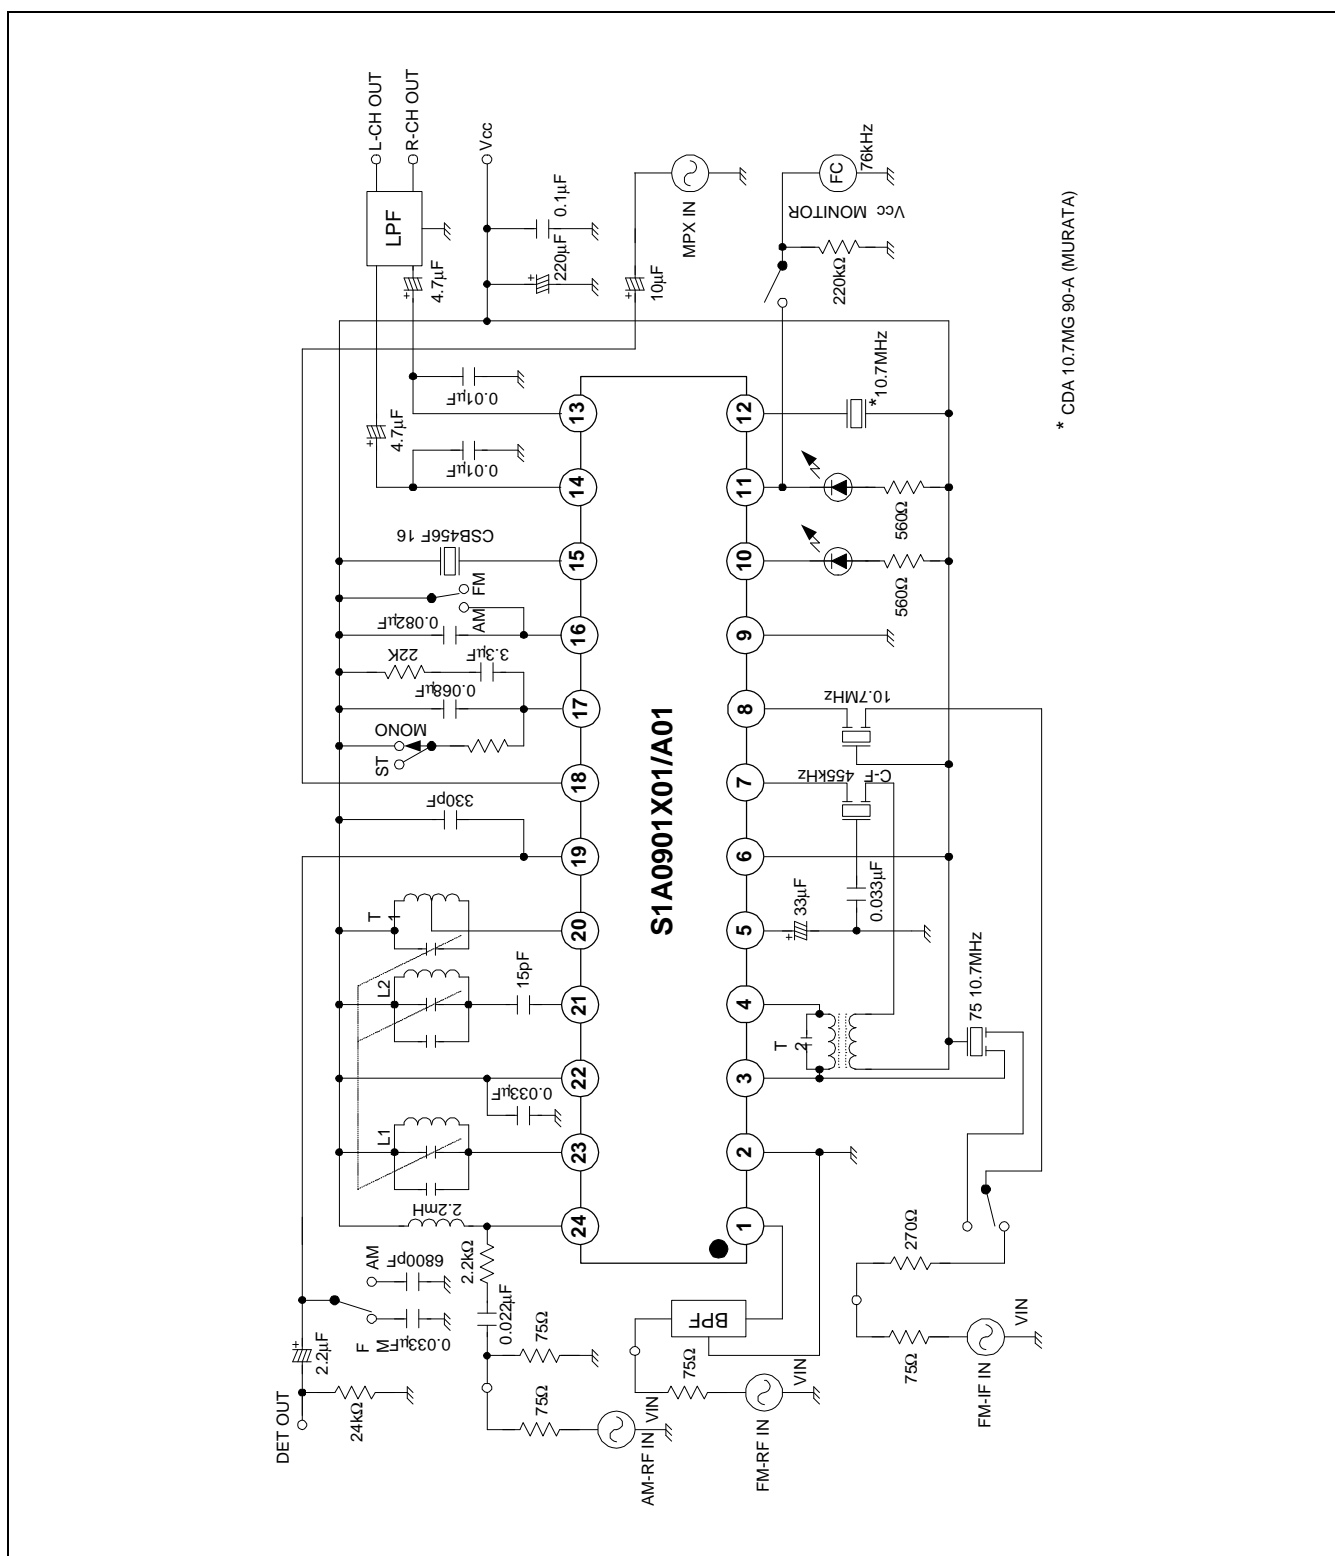 L-CH OUT
R-CH OUT
Vcc
LPF
4.7µF
4.7µF
0.01µF
0.01µF
220µF
0.1µF
10µF
MPX IN
FC
76kHz
Vcc MONITOR
220kΩ
* 10.7MHz
* CDA 10.7MG 90-A (MURATA)
13
14
15
16
17
18
19
20
21
22
23
24
12
11
10
9
8
7
6
5
4
3
2
1
S1A0901X01/A01
CSB456F 16
FM
AM
0.082µF
22K
3.3µF
0.068µF
MONO
ST
330pF
T
1
L2
15pF
0.033µF
L1
2.2mH
2.2kΩ
0.022µF
75Ω
75Ω
AM
6800pF
F
M
0.033µF
2.2µF
24kΩ
DET OUT
AM-RF IN
VIN
BPF
75Ω
FM-RF IN
VIN
560Ω
560Ω
10.7MHz
C-F 455kHz
33µF
0.033µF
T
2
75 10.7MHz
270Ω
75Ω
FM-IF IN
VIN